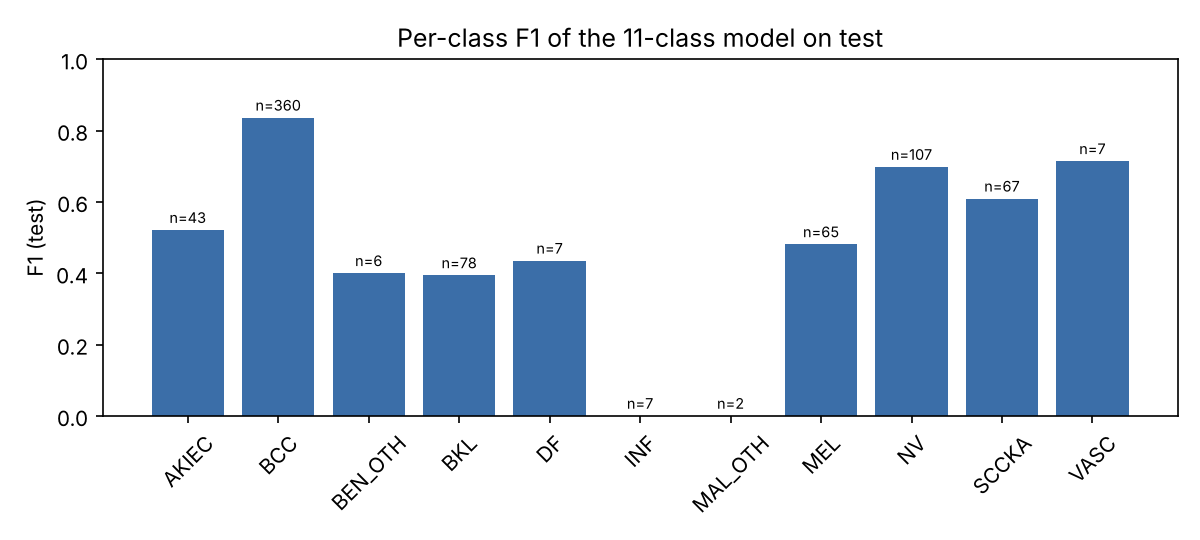 Per-class F1 of the 11-class model on test
F1 (test)
1.0
0.8
0.6
0.4
0.2
0.0
n=43
n=360
n=6
n=78
n=7
n=7
n=2
n=65
n=107
n=67
n=7
AKIEC
BCC
BEN_OTH
BKL
DF
INF
MAL_OTH
MEL
NV
SCCKA
VASC